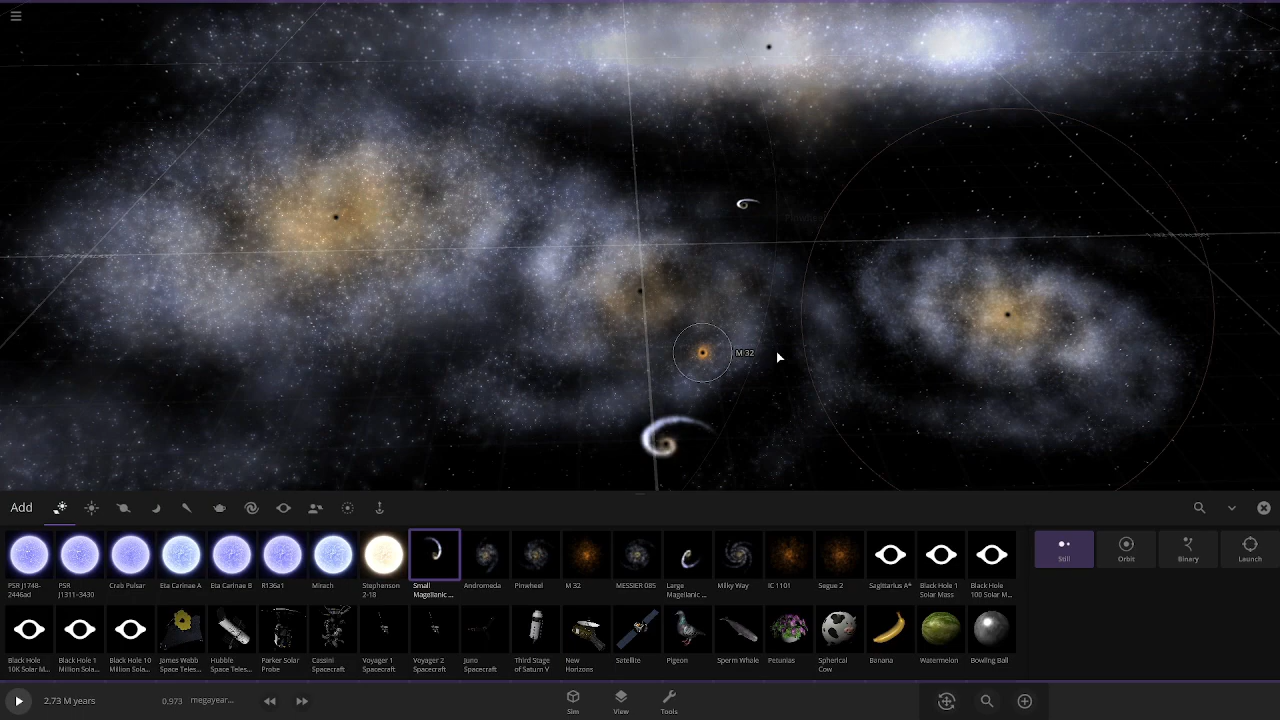 M 32
Add
PSR J1748-
2446ad
PSR
J1311-3430
Crab Pulsar
Eta Carinae A
Eta Carinae B
R136a1
Mirach
Stephenson
2-18
Small
Magellanic ...
Andromeda
Pinwheel
M 32
MESSIER 085
Large
Magellanic ...
Milky Way
IC 1101
Segue 2
Sagittarius A*
Black Hole 1
Solar Mass
Black Hole
100 Solar M...
Still
Orbit
Binary
Launch
Black Hole
10K Solar M...
Black Hole 1
Million Sola...
Black Hole 10
Million Sola...
James Webb
Space Teles...
Hubble
Space Teles...
Parker Solar
Probe
Cassini
Spacecraft
Voyager 1
Spacecraft
Voyager 2
Spacecraft
Juno
Spacecraft
Third Stage
of Saturn V
New
Horizons
Satellite
Pigeon
Sperm Whale
Petunias
Spherical
Cow
Banana
Watermelon
Bowling Ball
2.73 M years
0.973 megayear...
Sim
View
Tools